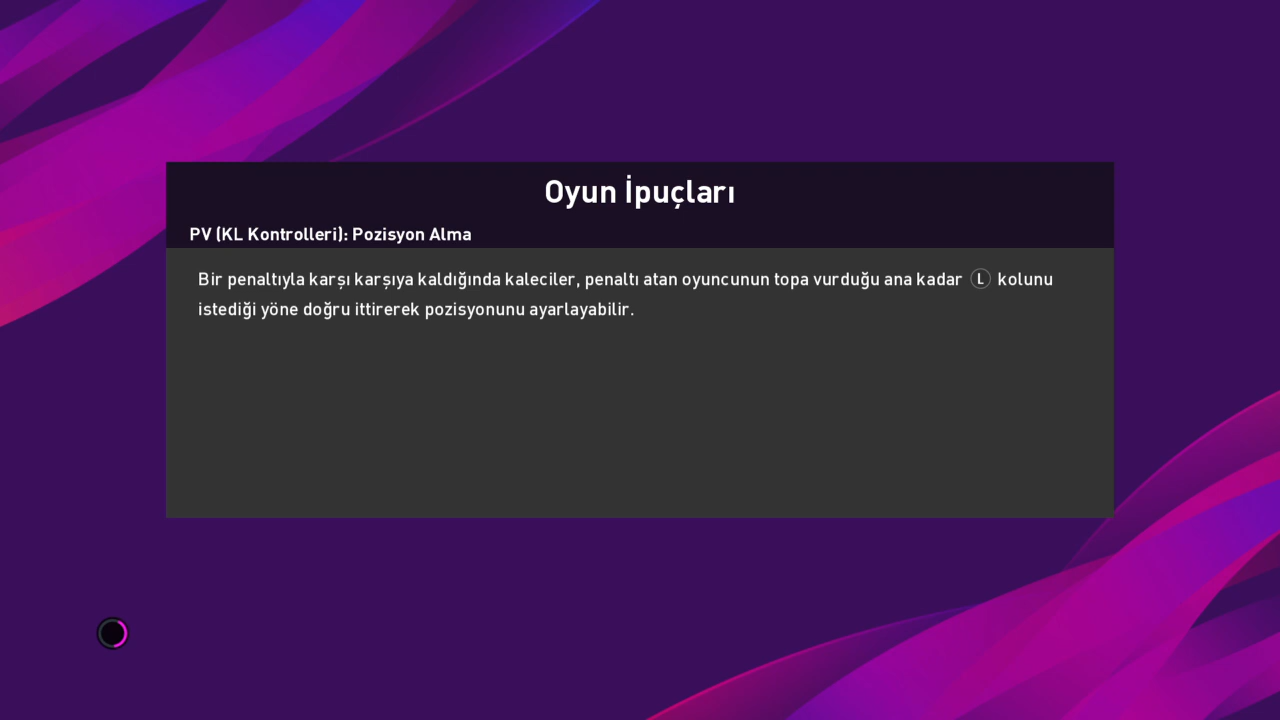 Oyun İpuçları
PV (KL Kontrolleri): Pozisyon Alma
Bir penaltıyla karşı karşıya kaldığında kaleciler, penaltı atan oyuncunun topa vurduğu ana kadar L kolunu
istediği yöne doğru ittirerek pozisyonunu ayarlayabilir.